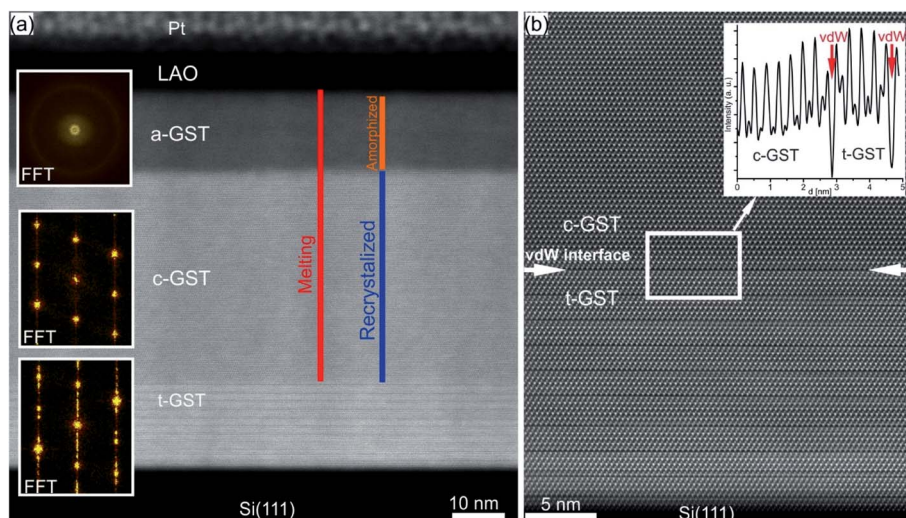 (a)
Pt
LAO
a-GST
Amorphized
FFT
Melting
Recrystalized
c-GST
FFT
t-GST
FFT
Si(111)
10 nm
(b)
vdW
vdW
Intensity (a. u.)
c-GST
t-GST
0 1 2 3 4 5
d [nm]
c-GST
vdW interface
t-GST
5 nm
Si(111)